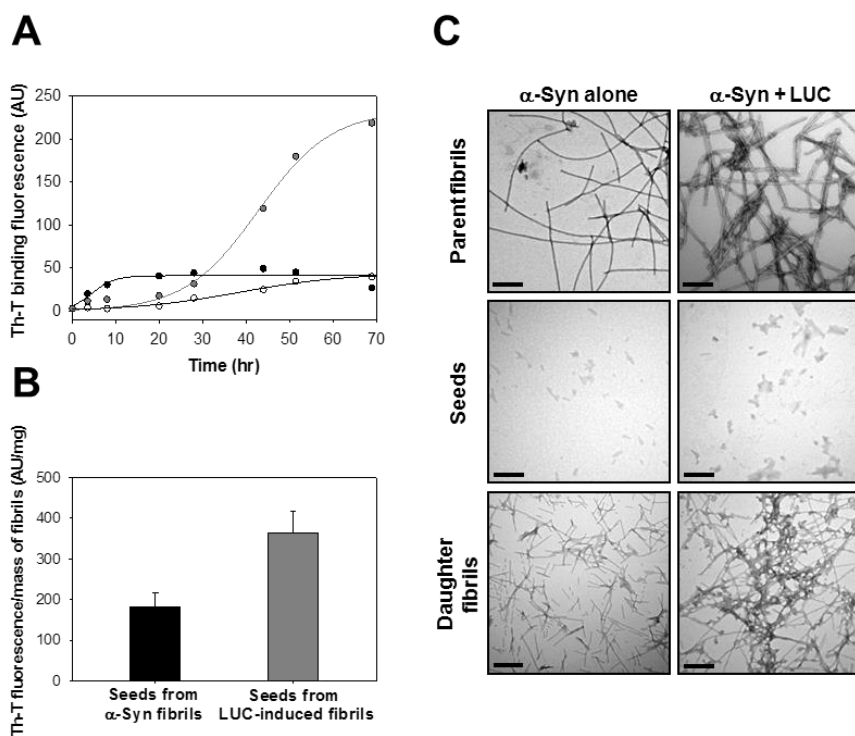 A
Th-T binding fluorescence (AU)
250
200
150
100
50
0
0 10 20 30 40 50 60 70
Time (hr)
B
Th-T fluorescence/mass of fibrils (AU/mg)
500
400
300
200
100
0
Seeds from
α-Syn fibrils
Seeds from
LUC-induced fibrils
C
α-Syn alone
α-Syn + LUC
Parent fibrils
Seeds
Daughter
fibrils